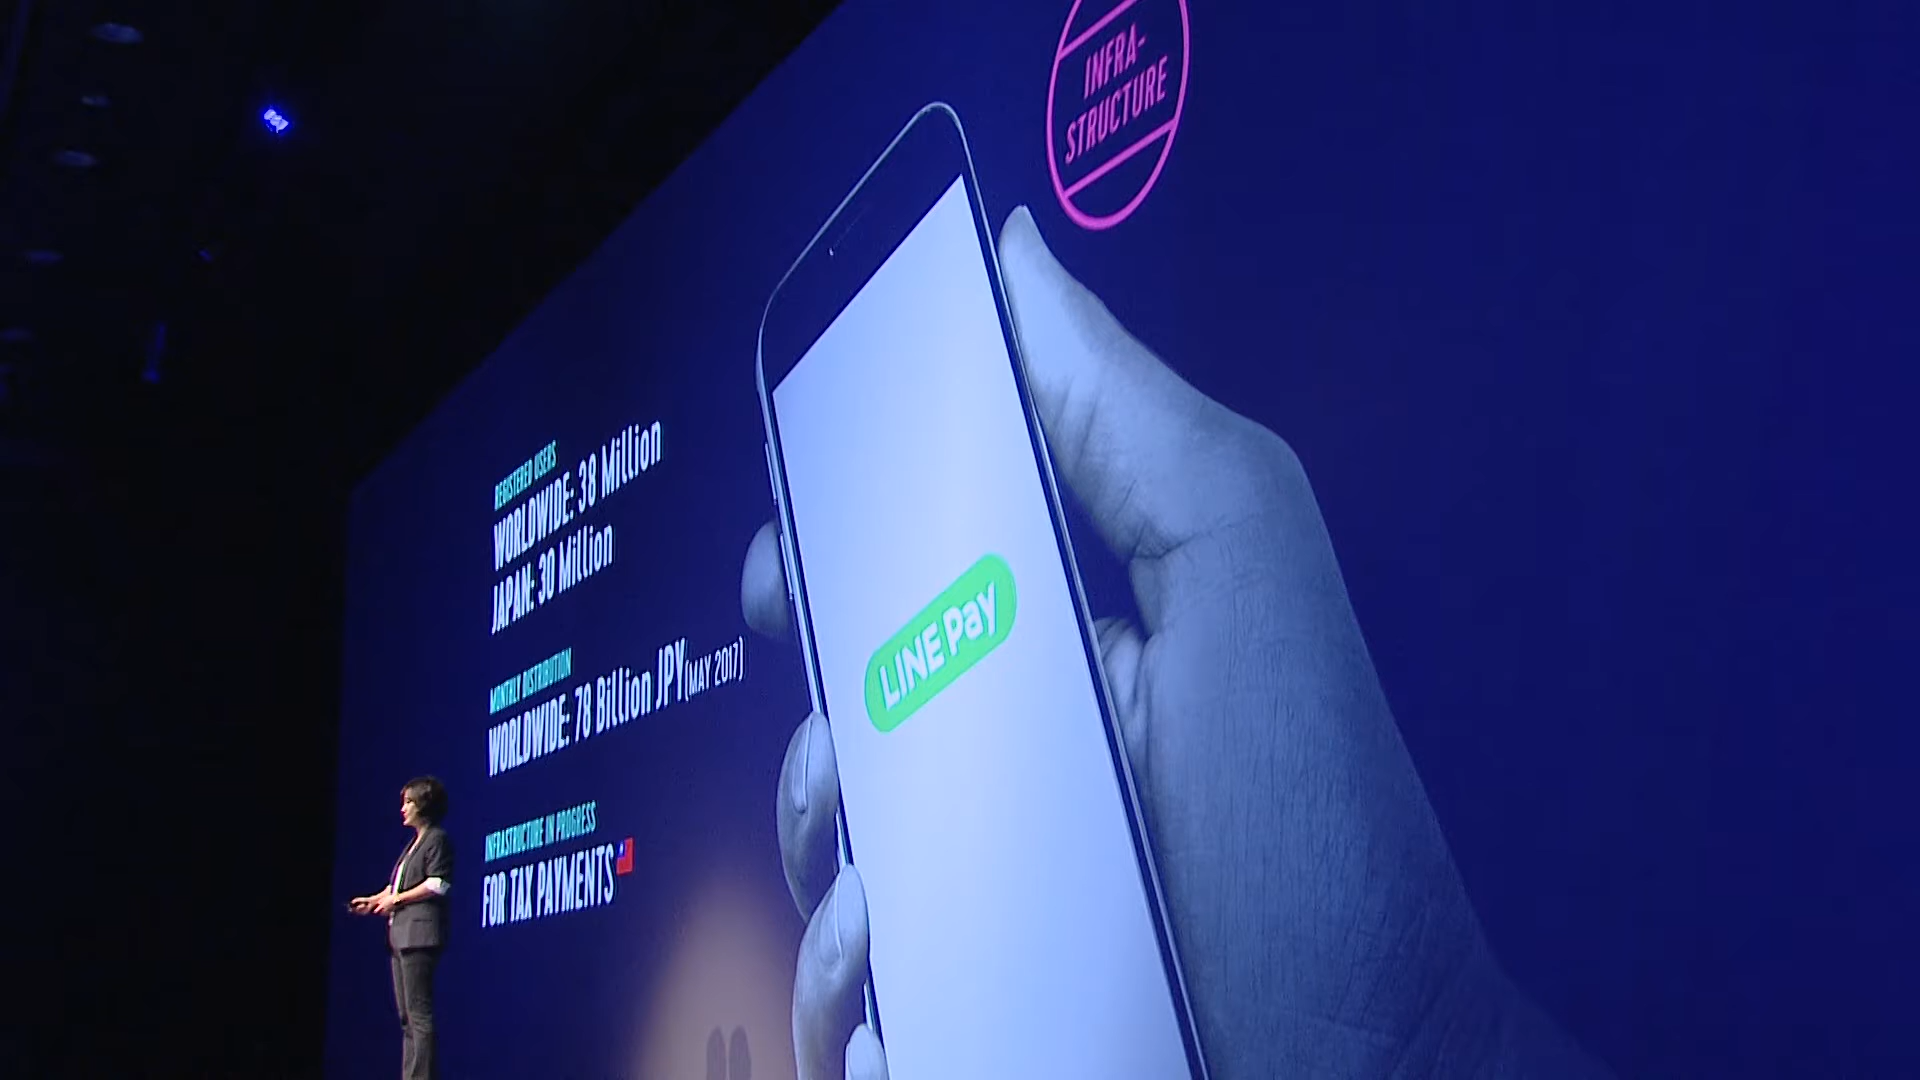 INFRA-
STRUCTURE
REGISTERED USERS
WORLDWIDE: 38 Million
JAPAN: 30 Million
MONTHLY DISTRIBUTION
WORLDWIDE: 78 Billion JPY(MAY 2017)
INFRASTRUCTURE IN PROGRESS
FOR TAX PAYMENTS
LINE Pay